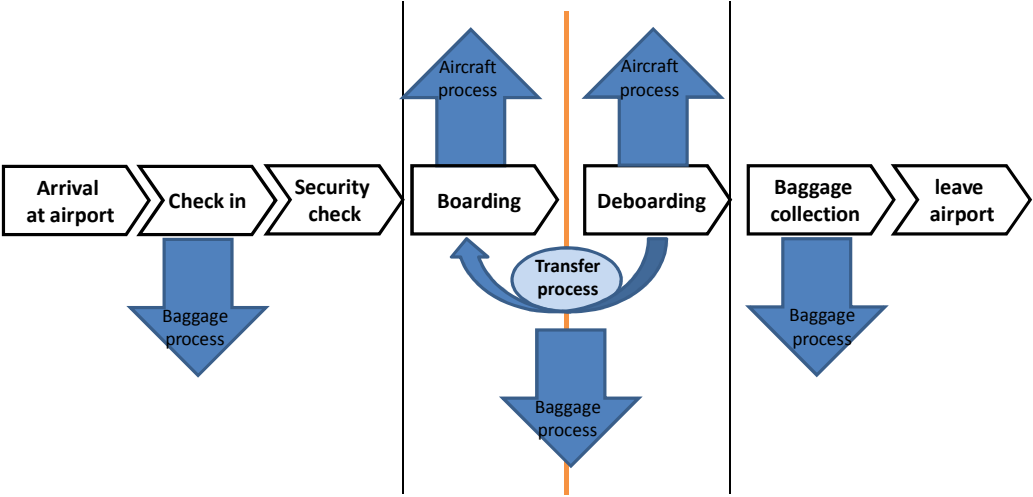 Aircraft
process
Aircraft
process
Arrival
at airport
Check in
Security
check
Boarding
Deboarding
Baggage
collection
leave
airport
Transfer
process
Baggage
process
Baggage
process
Baggage
process